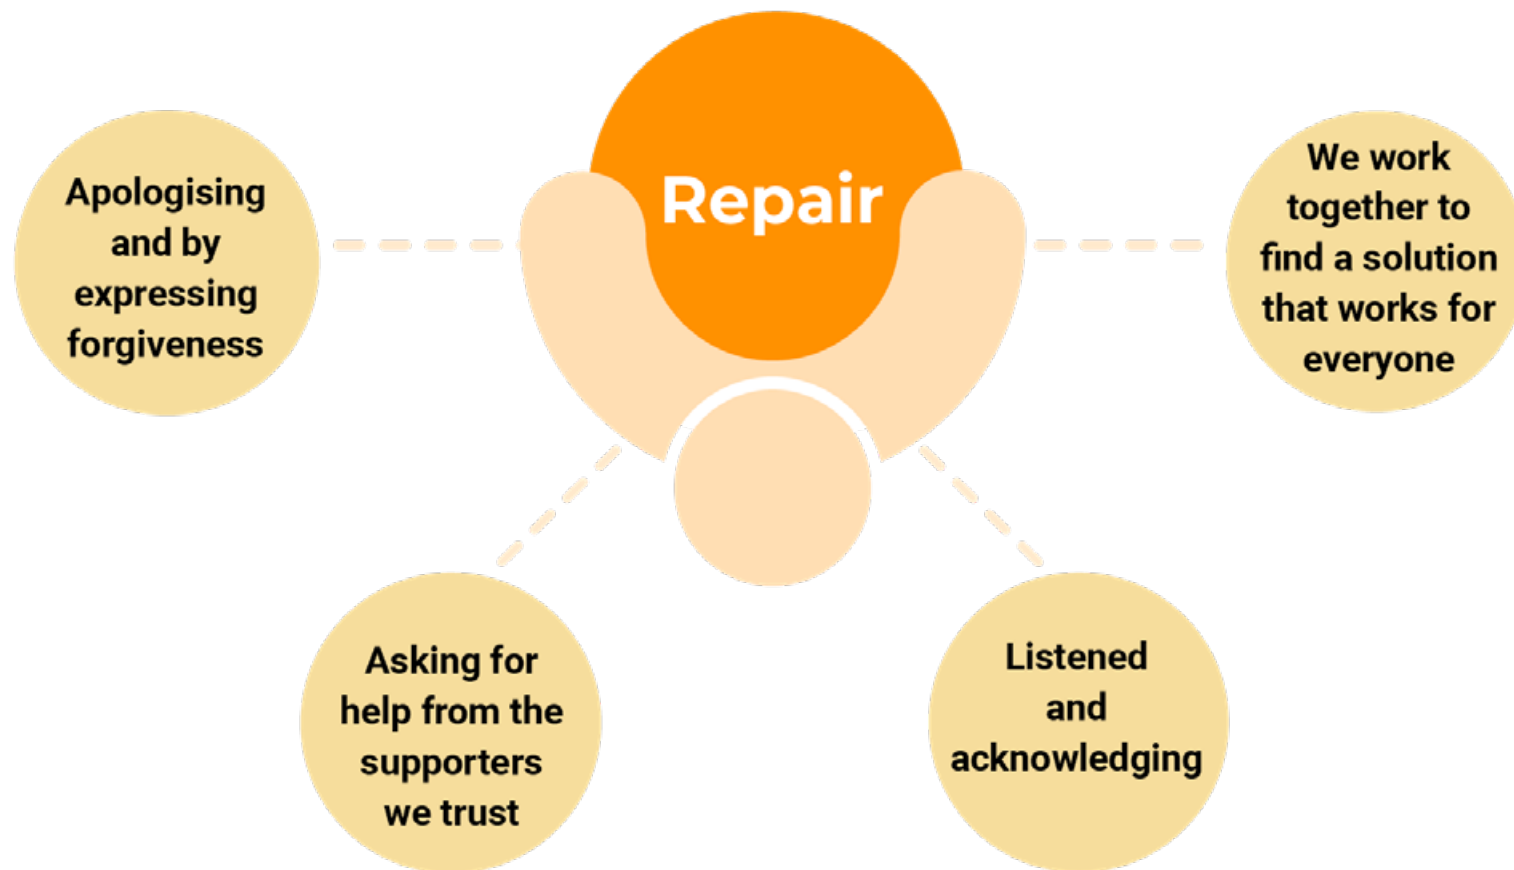 Repair
Apologising
and by
expressing
forgiveness
We work
together to
find a solution
that works for
everyone
Asking for
help from the
supporters
we trust
Listened
and
acknowledging